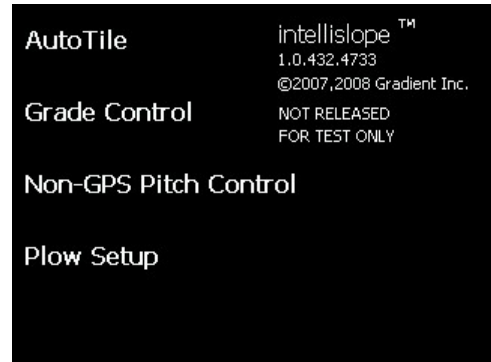 AutoTile
intellislope ™
1.0.432.4733
©2007,2008 Gradient Inc.
Grade Control
NOT RELEASED
FOR TEST ONLY
Non-GPS Pitch Control
Plow Setup